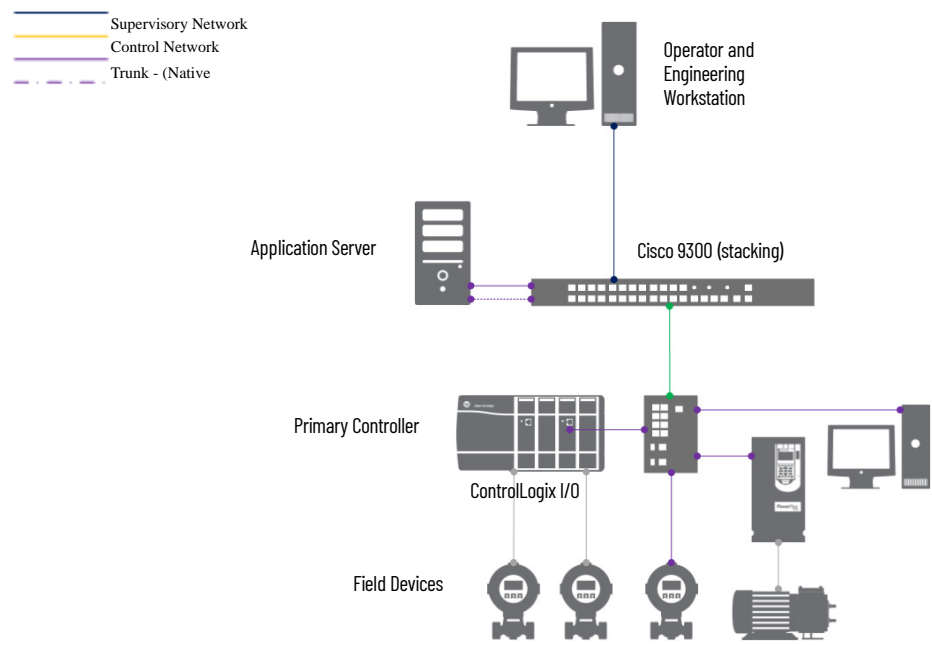 Supervisory Network
Control Network
Trunk - (Native
Operator and
Engineering
Workstation
Application Server
Cisco 9300 (stacking)
Primary Controller
ControlLogix I/O
PowerFlex
Field Devices